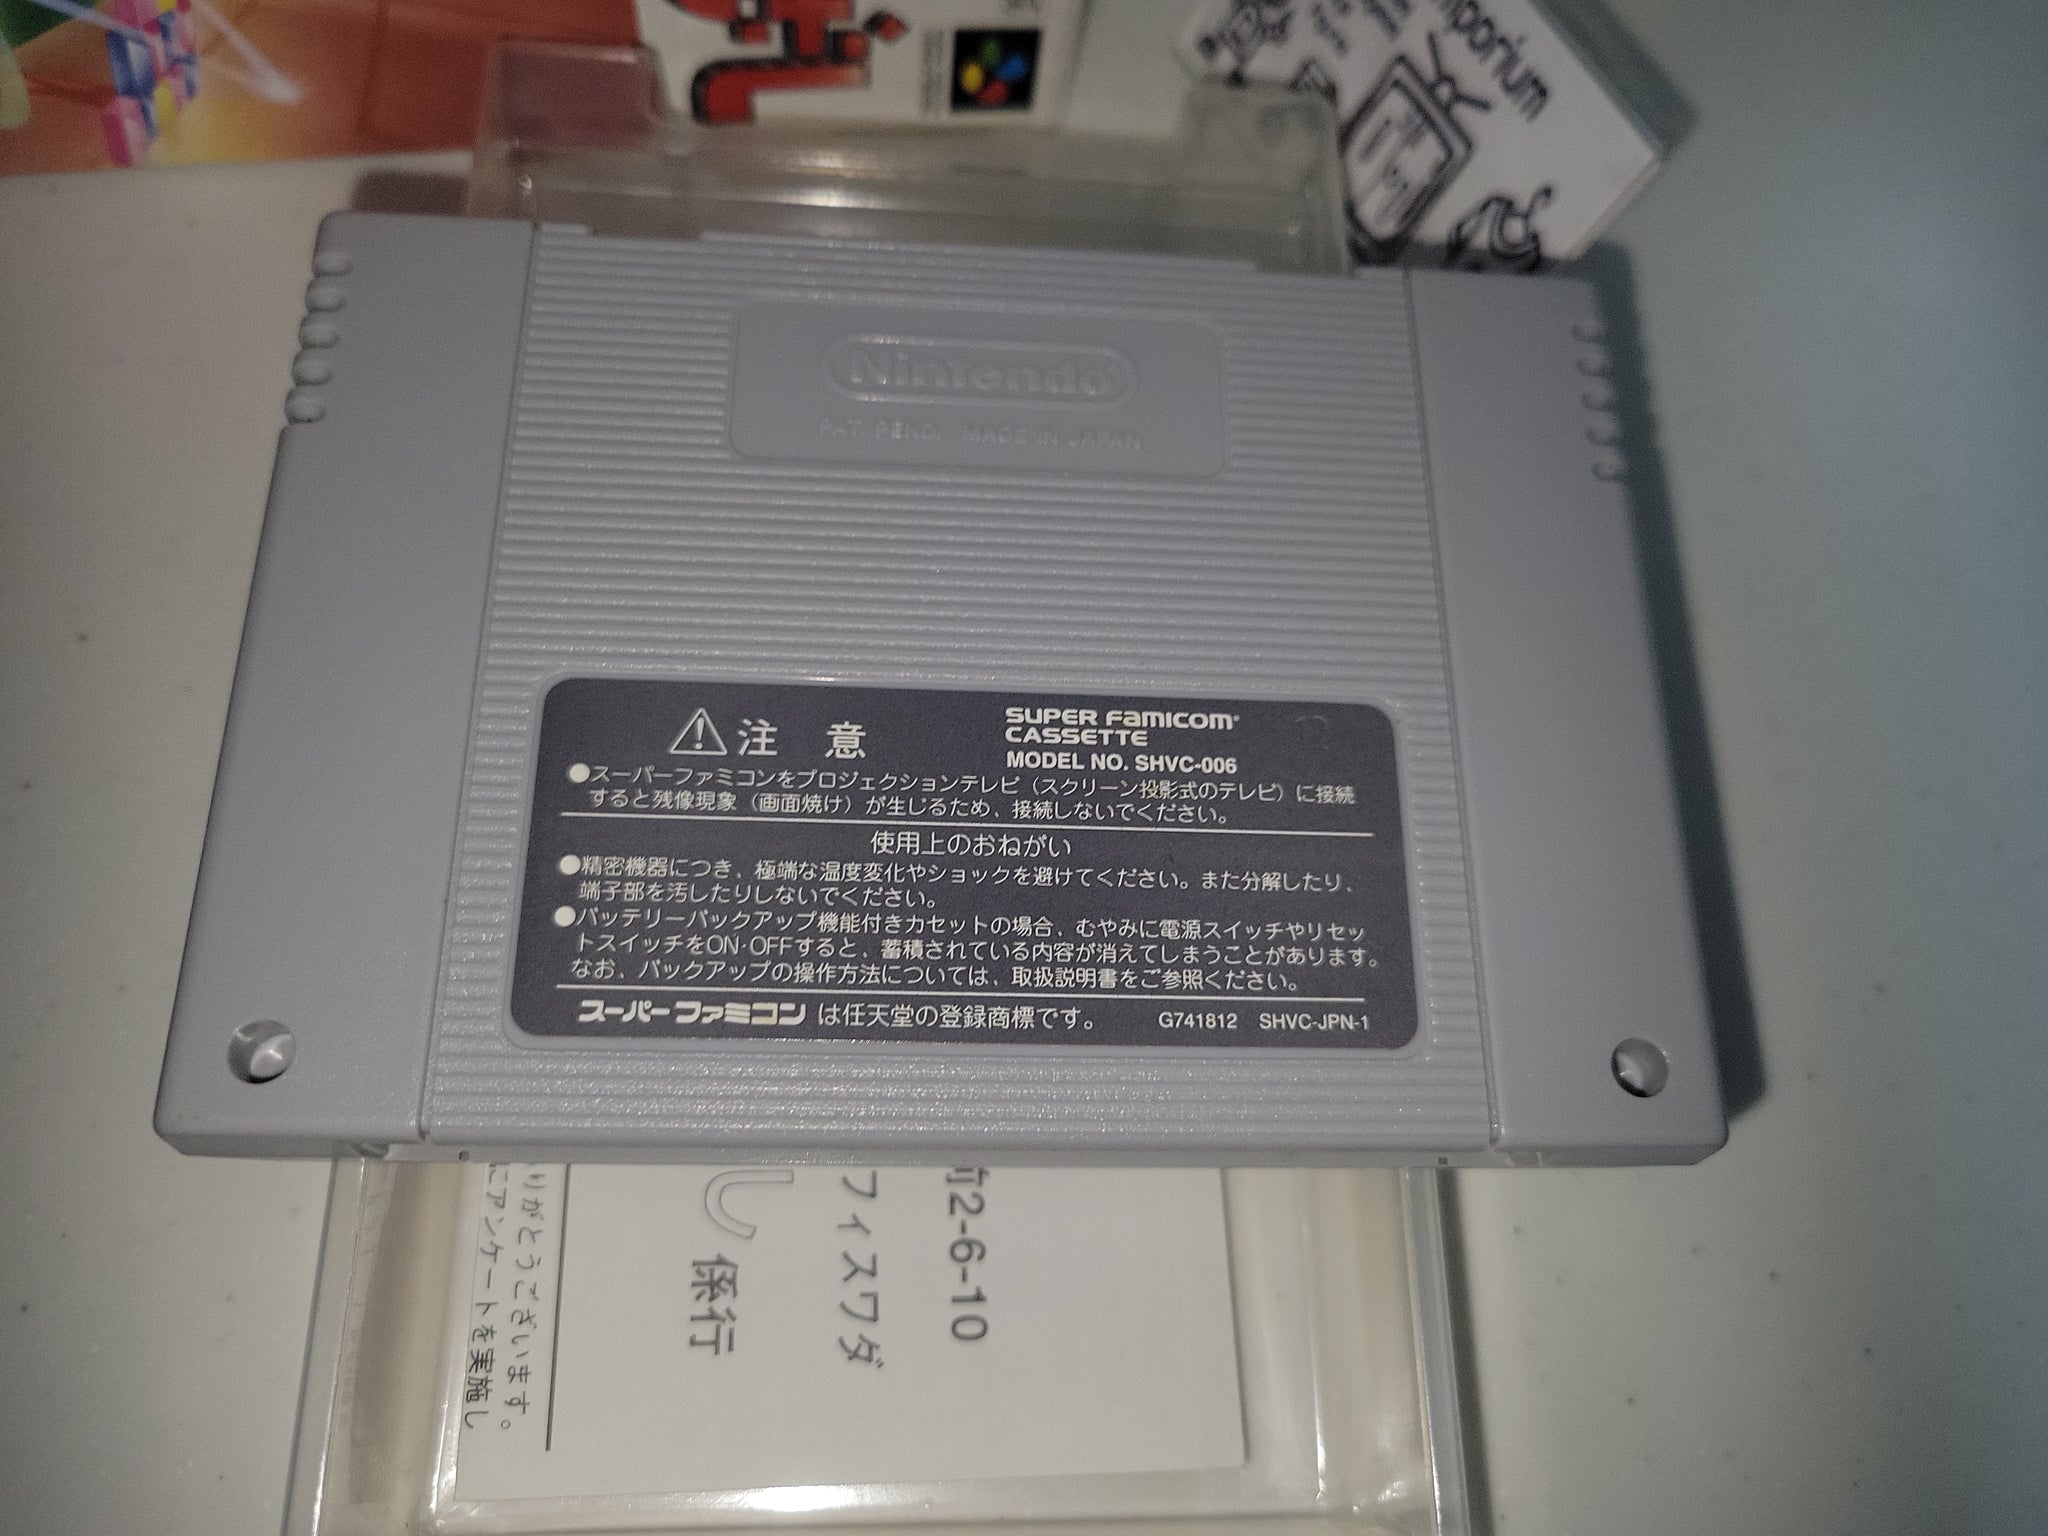 mporium
Nintendo
PAT. PEND. MADE IN JAPAN
注 意
SUPER FAMICOM
CASSETTE
MODEL NO. SHVC-006
●スーパーファミコンをプロジェクションテレビ（スクリーン投影式のテレビ）に接続
すると残像現象（画面焼け）が生じるため、接続しないでください。
使用上のおねがい
●精密機器につき、極端な温度変化やショックを避けてください。また分解したり、
端子部を汚したりしないでください。
●バッテリーバックアップ機能付きカセットの場合、むやみに電源スイッチやリセッ
トスイッチをON·OFFすると、蓄積されている内容が消えてしまうことがあります。
なお、バックアップの操作方法については、取扱説明書をご参照ください。
スーパーファミコンは任天堂の登録商標です。 G741812 SHVC-JPN-1
前2-6-10
フィスワダ
し係行
りがとうございます。
にアンケートを実施し